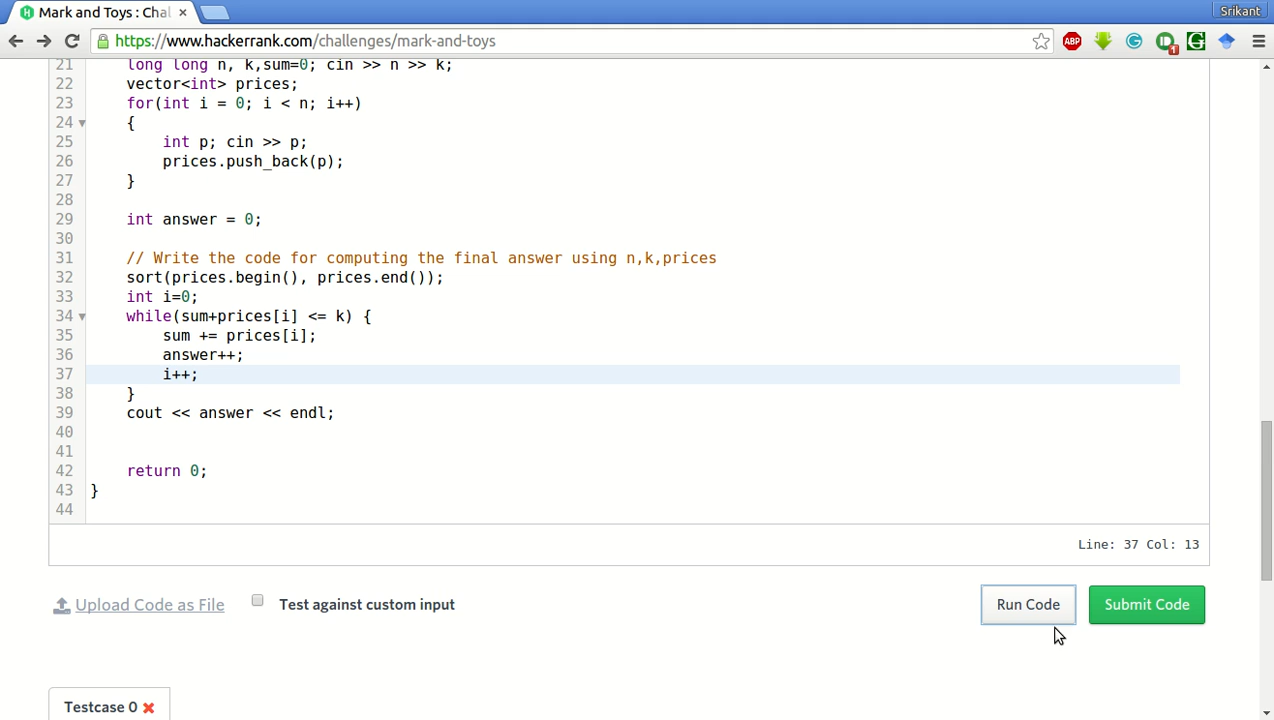 Mark and Toys : Chal ×
Srikant
https://www.hackerrank.com/challenges/mark-and-toys
ABP
1
21 long long n, k,sum=0; cin >> n >> k;
22 vector<int> prices;
23 for(int i = 0; i < n; i++)
24 {
25 int p; cin >> p;
26 prices.push_back(p);
27 }
28
29 int answer = 0;
30
31 // Write the code for computing the final answer using n,k,prices
32 sort(prices.begin(), prices.end());
33 int i=0;
34 while(sum+prices[i] <= k) {
35 sum += prices[i];
36 answer++;
37 i++;
38 }
39 cout << answer << endl;
40
41
42 return 0;
43 }
44
Line: 37 Col: 13
Upload Code as File
Test against custom input
Run Code
Submit Code
Testcase 0